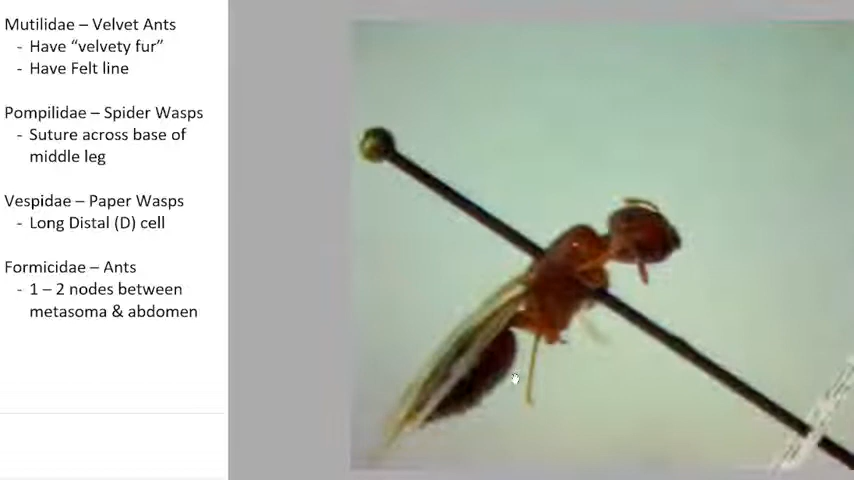 Mutilidae – Velvet Ants
- Have “velvety fur”
- Have Felt line
Pompilidae – Spider Wasps
- Suture across base of
middle leg
Vespidae – Paper Wasps
- Long Distal (D) cell
Formicidae – Ants
- 1 – 2 nodes between
metasoma & abdomen